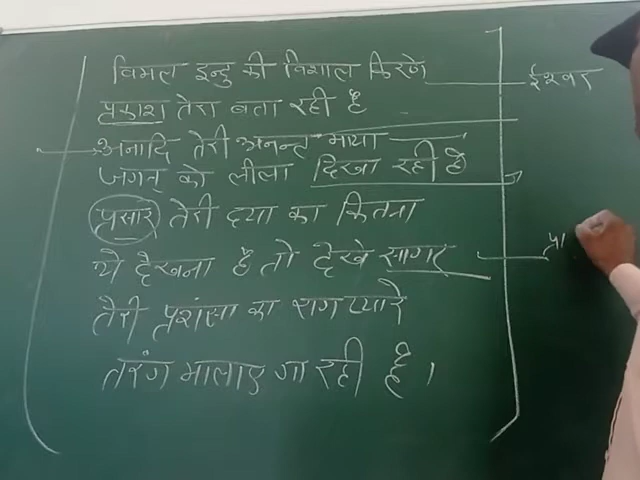 विमल इन्दु की विशाल किरणे
ईश्वर
प्रकाश तेरा बता रही है
अनादि तेरी अनन्त माया
जगत् को लीला दिखा रही है
प्रसार तेरी दया का कितना
ये देखना है तो देखे सागर
प्रा
तेरी प्रशंसा का राग प्यारे
तरंग मालाए गा रही है।